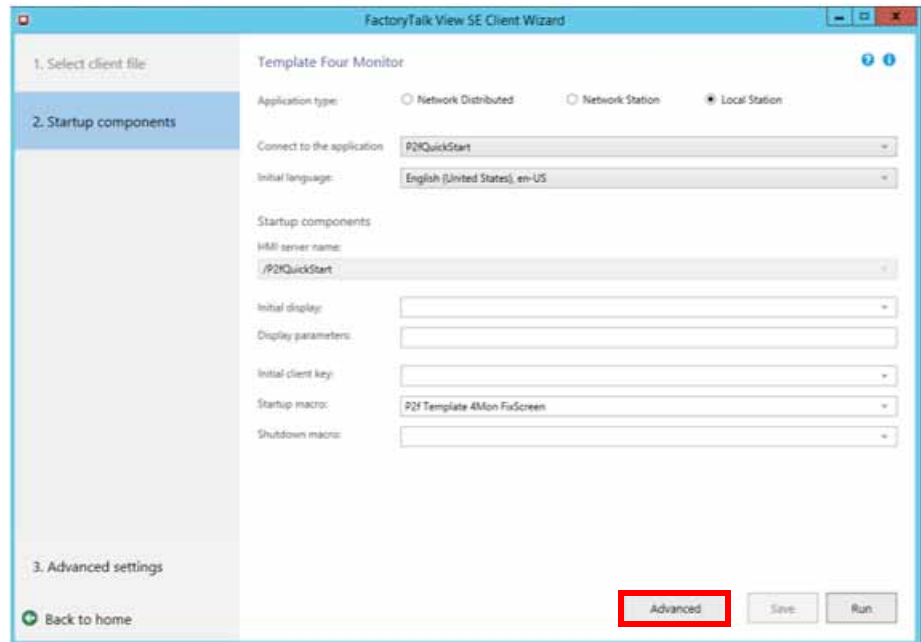 FactoryTalk View SE Client Wizard
1. Select client file
2. Startup components
3. Advanced settings
Back to home
Template Four Monitor
Application type:
Network Distributed
Network Station
Local Station
Connect to the application
P2fQuickStart
Initial language:
English (United States), en-US
Startup components
HMI server name:
/P2fQuickStart
Initial display:
Display parameters:
Initial client key:
Startup macro:
P2f Template 4Mon FixScreen
Shutdown macro:
Advanced
Save
Run